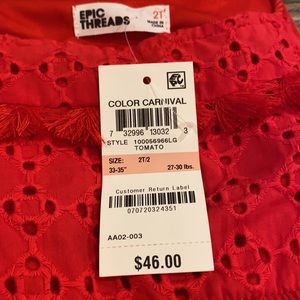 EPIC
THREADS
2T
MADE IN
CHINA
COLOR CARNIVAL
7 32996 13032 3
STYLE 100056966LG
TOMATO
SIZE: 2T/2
33-35" 27-30 lbs.
Customer Return Label
070720324351
AA02-003
$46.00